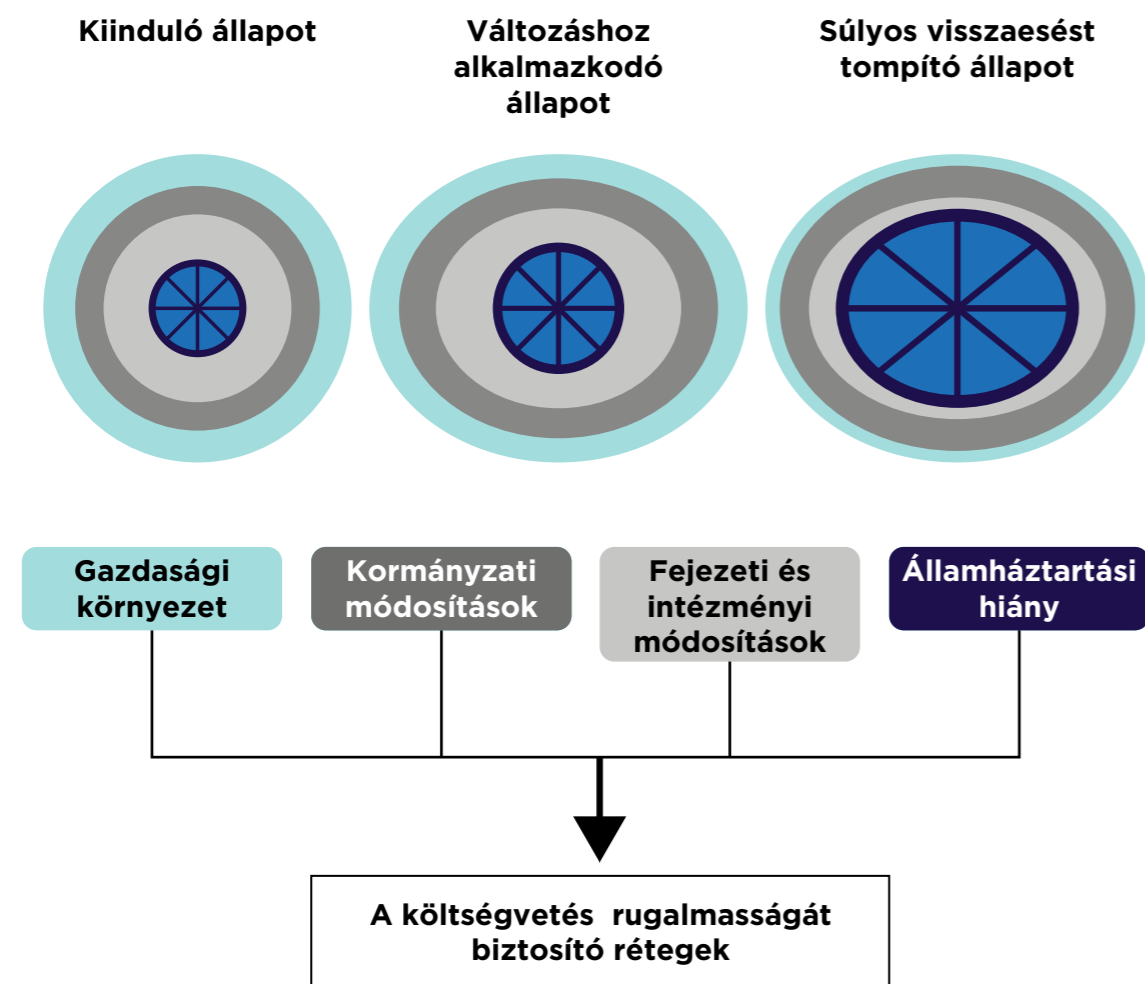 Kiinduló állapot
Változáshoz
alkalmazkodó
állapot
Súlyos visszaesést
tompító állapot
Gazdasági
környezet
Kormányzati
módosítások
Fejezeti és
intézményi
módosítások
Államháztartási
hiány
A költségvetés rugalmasságát
biztosító rétegek